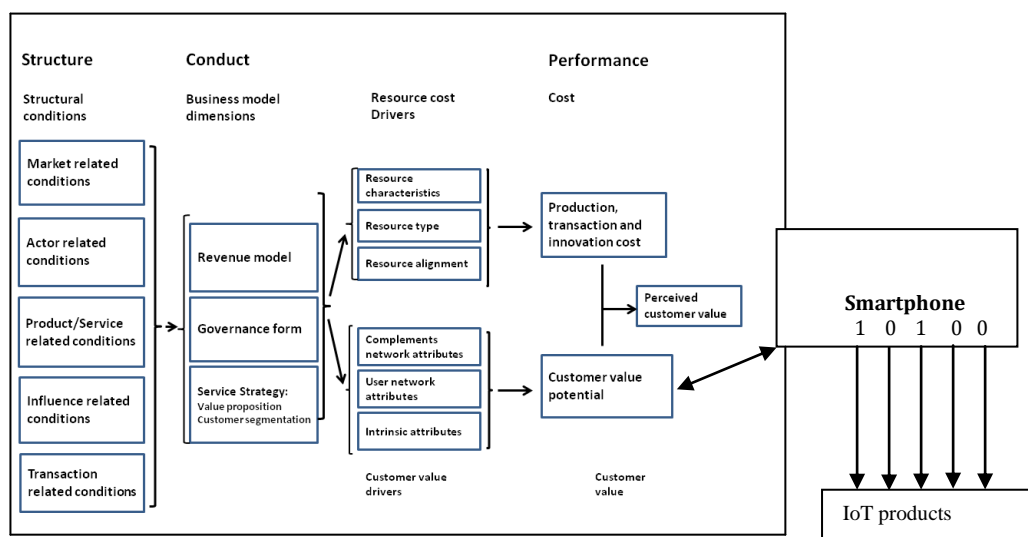 Structure
Conduct
Performance
Structural
conditions
Business model
dimensions
Resource cost
Drivers
Cost
Market related
conditions
Actor related
conditions
Product/Service
related conditions
Influence related
conditions
Transaction
related conditions
Revenue model
Governance form
Service Strategy:
Value proposition
Customer segmentation
Resource
characteristics
Resource type
Resource alignment
Complements
network attributes
User network
attributes
Intrinsic attributes
Customer value
drivers
Production,
transaction and
innovation cost
Perceived
customer value
Customer value
potential
Customer
value
Smartphone
1 0 1 0 0
IoT products